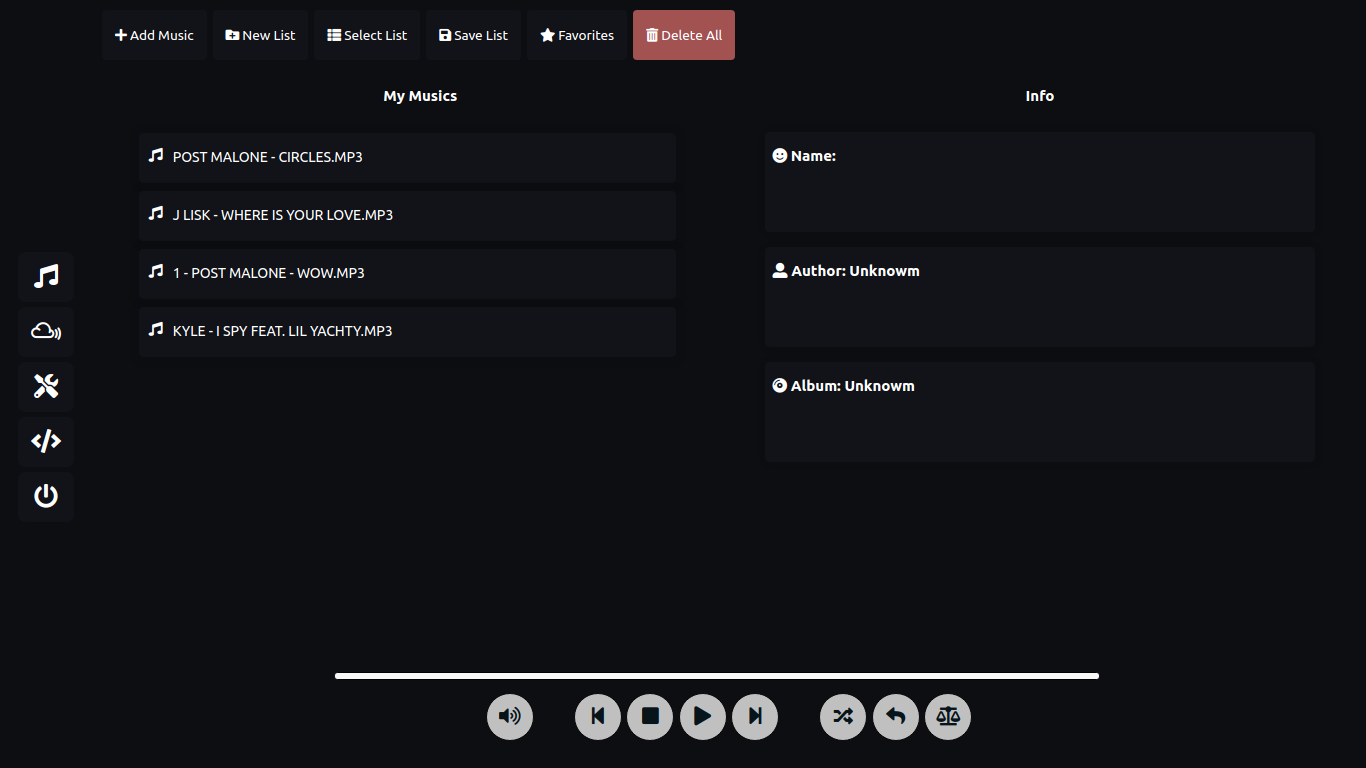 Add Music
New List
Select List
Save List
Favorites
Delete All
My Musics
POST MALONE - CIRCLES.MP3
J LISK - WHERE IS YOUR LOVE.MP3
1 - POST MALONE - WOW.MP3
KYLE - I SPY FEAT. LIL YACHTY.MP3
Info
Name:
Author: Unknowm
Album: Unknowm